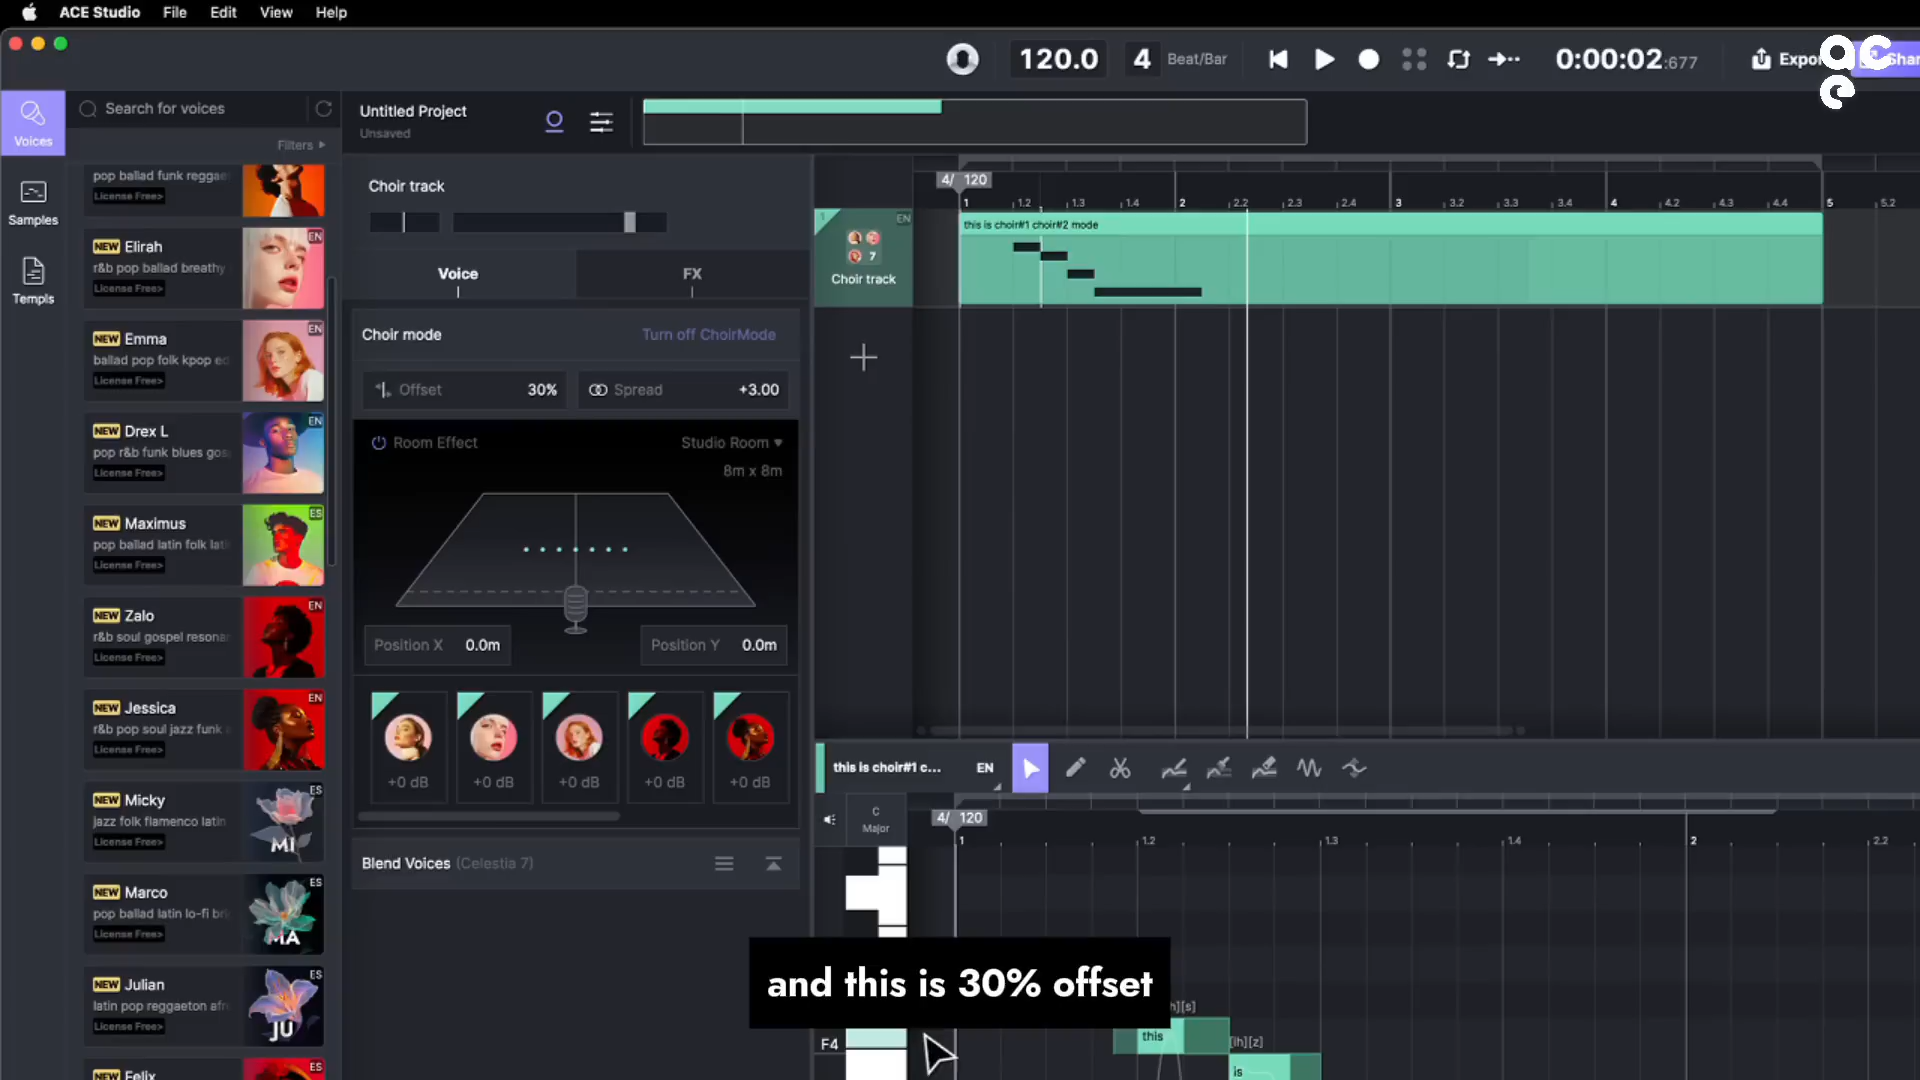 ACE Studio File Edit View Help
120.0 4 Beat/Bar 0:00:02:677
ace
Voices
Search for voices
Filters
Untitled Project
Unsaved
Samples
Templs
pop ballad funk reggae
License Free>
NEW Elirah EN
r&b pop ballad breathy
License Free>
NEW Emma EN
ballad pop folk kpop ed
License Free>
NEW Drex L EN
pop r&b funk blues gos
License Free>
NEW Maximus ES
pop ballad latin folk lati
License Free>
NEW Zalo EN
r&b soul gospel resonan
License Free>
NEW Jessica EN
r&b pop soul jazz funk
License Free>
NEW Micky ES
jazz folk flamenco latin
License Free>
MI
NEW Marco ES
pop ballad latin lo-fi bri
License Free>
MA
NEW Julian ES
latin pop reggaeton afr
License Free>
JU
NEW Felix ES
Choir track
Voice FX
Choir mode Turn off ChoirMode
Offset 30% Spread +3.00
Room Effect Studio Room
8m x 8m
Position X 0.0m Position Y 0.0m
+0 dB +0 dB +0 dB +0 dB +0 dB
Blend Voices (Celestia 7)
4/ 120
1 1.2 1.3 1.4 2 2.2 2.3 2.4 3 3.2 3.3 3.4 4 4.2 4.3 4.4 5 5.2
1 EN
7
Choir track
this is choir#1 choir#2 mode
this is choir#1 c... EN
C
Major
4/ 120
1 1.2 1.3 1.4 2 2.2
and this is 30% offset
][s]
this
[ih][z]
is
F4